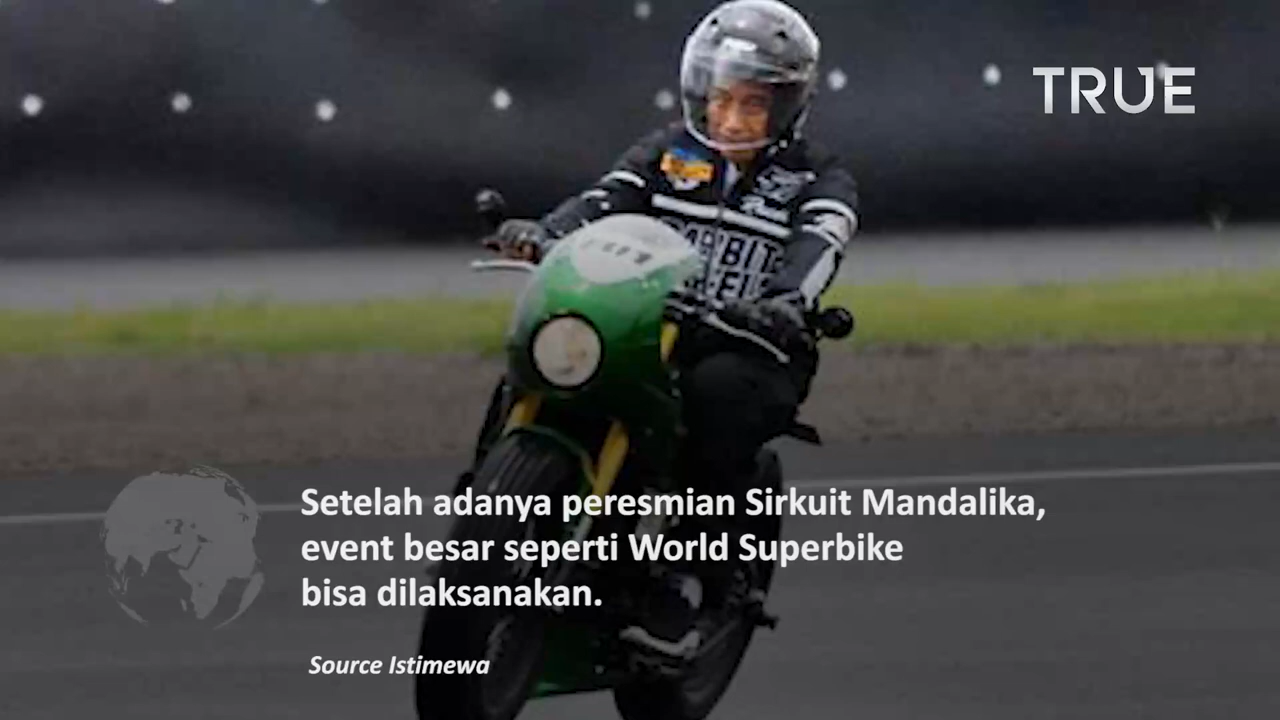 TRUE
Setelah adanya peresmian Sirkuit Mandalika,
event besar seperti World Superbike
bisa dilaksanakan.
Source Istimewa